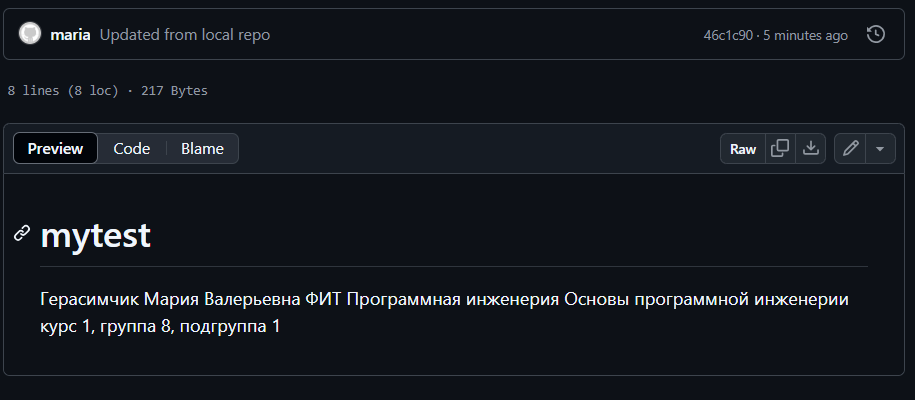 maria Updated from local repo 46c1c90 · 5 minutes ago
8 lines (8 loc) · 217 Bytes
Preview Code Blame Raw
mytest
Герасимчик Мария Валерьевна ФИТ Программная инженерия Основы программной инженерии
курс 1, группа 8, подгруппа 1